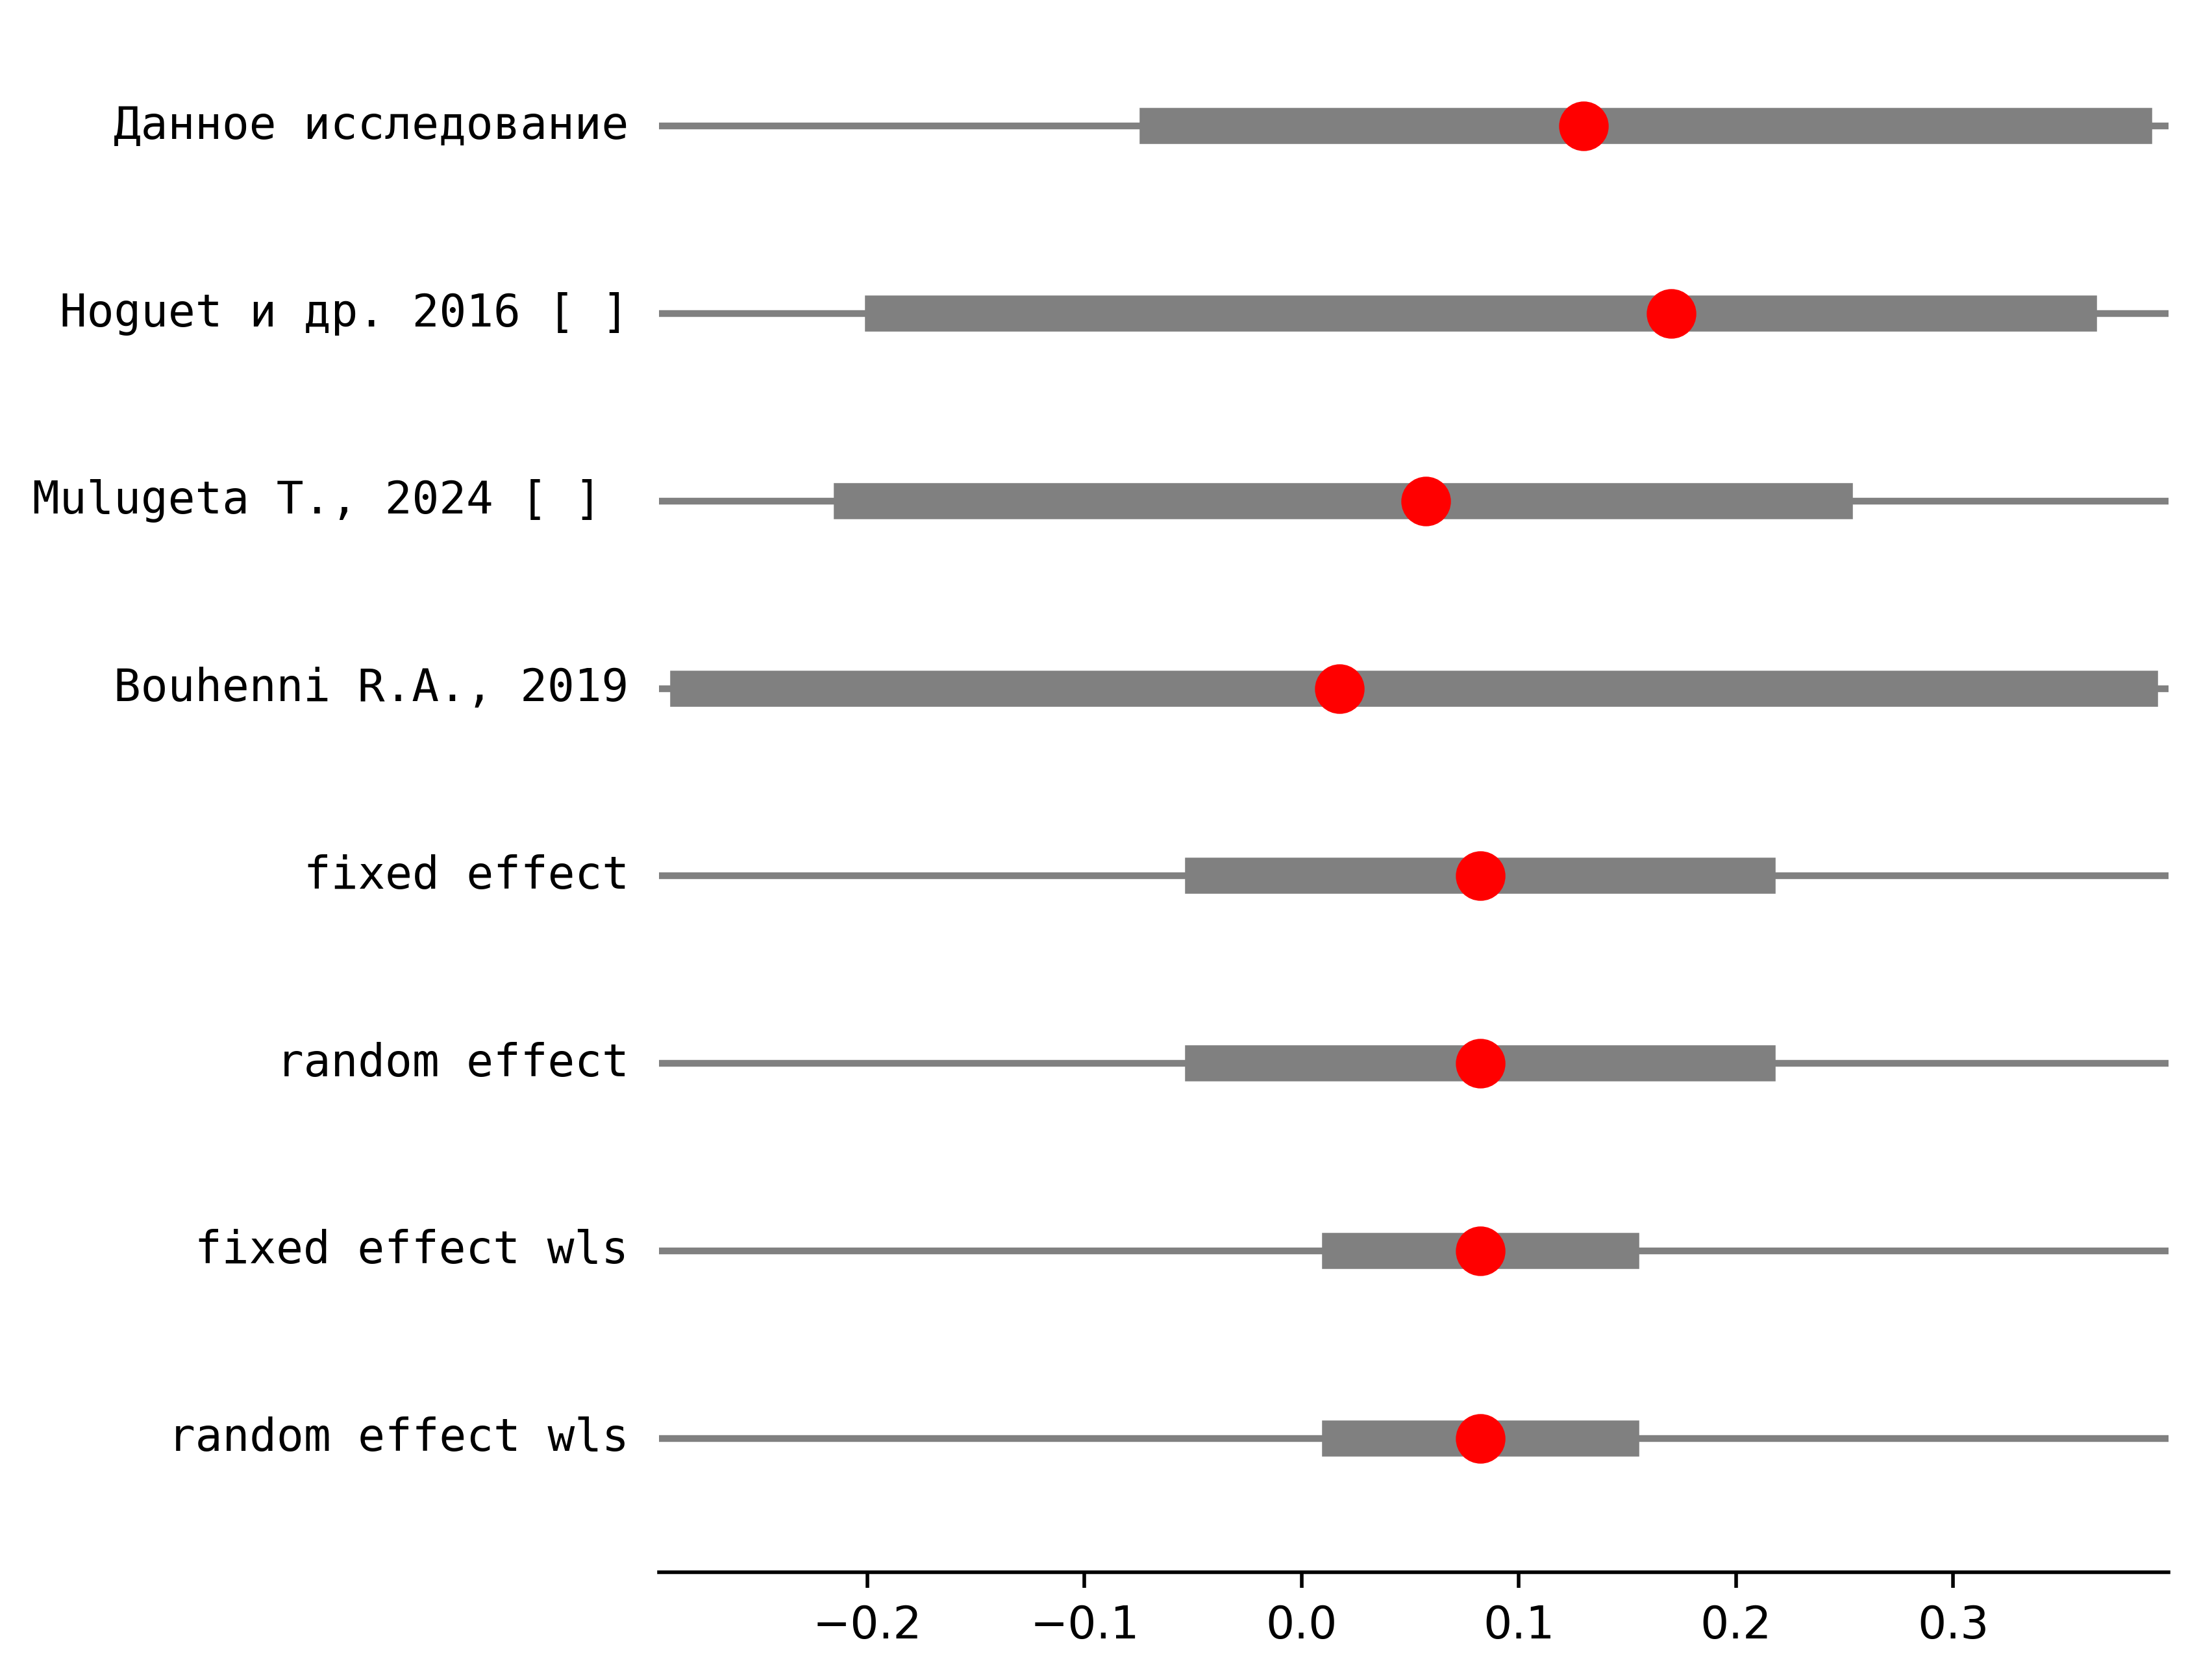 Данное исследование
Hoguet и др. 2016 [ ]
Mulugeta T., 2024 [ ]
Bouhenni R.A., 2019
fixed effect
random effect
fixed effect wls
random effect wls
−0.2 −0.1 0.0 0.1 0.2 0.3